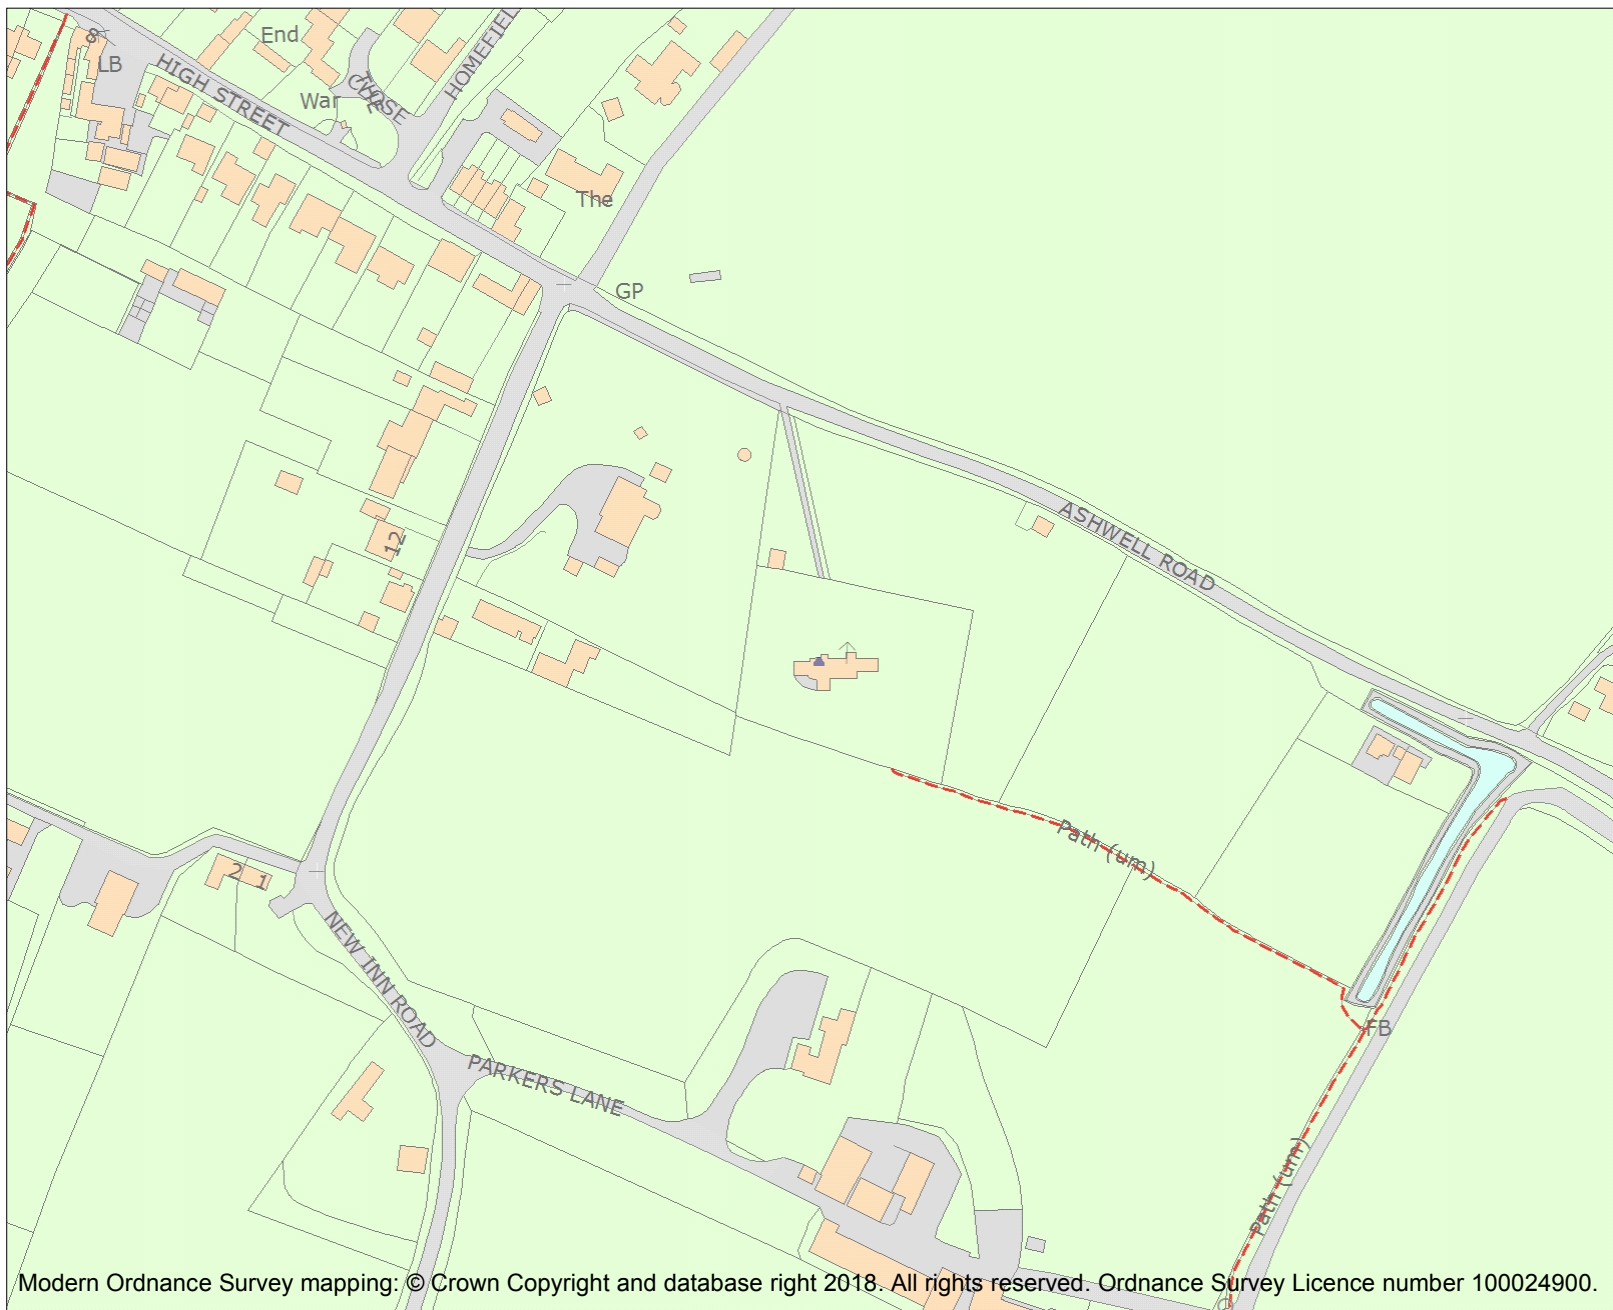 8
LB
End
HIGH STREET
War
THE
CLOSE
HOMEFIEL
The
GP
12
ASHWELL ROAD
Path (um)
2 1
NEW INN ROAD
FB
PARKERS LANE
Path (um)
Modern Ordnance Survey mapping: © Crown Copyright and database right 2018. All rights reserved. Ordnance Survey Licence number 100024900.